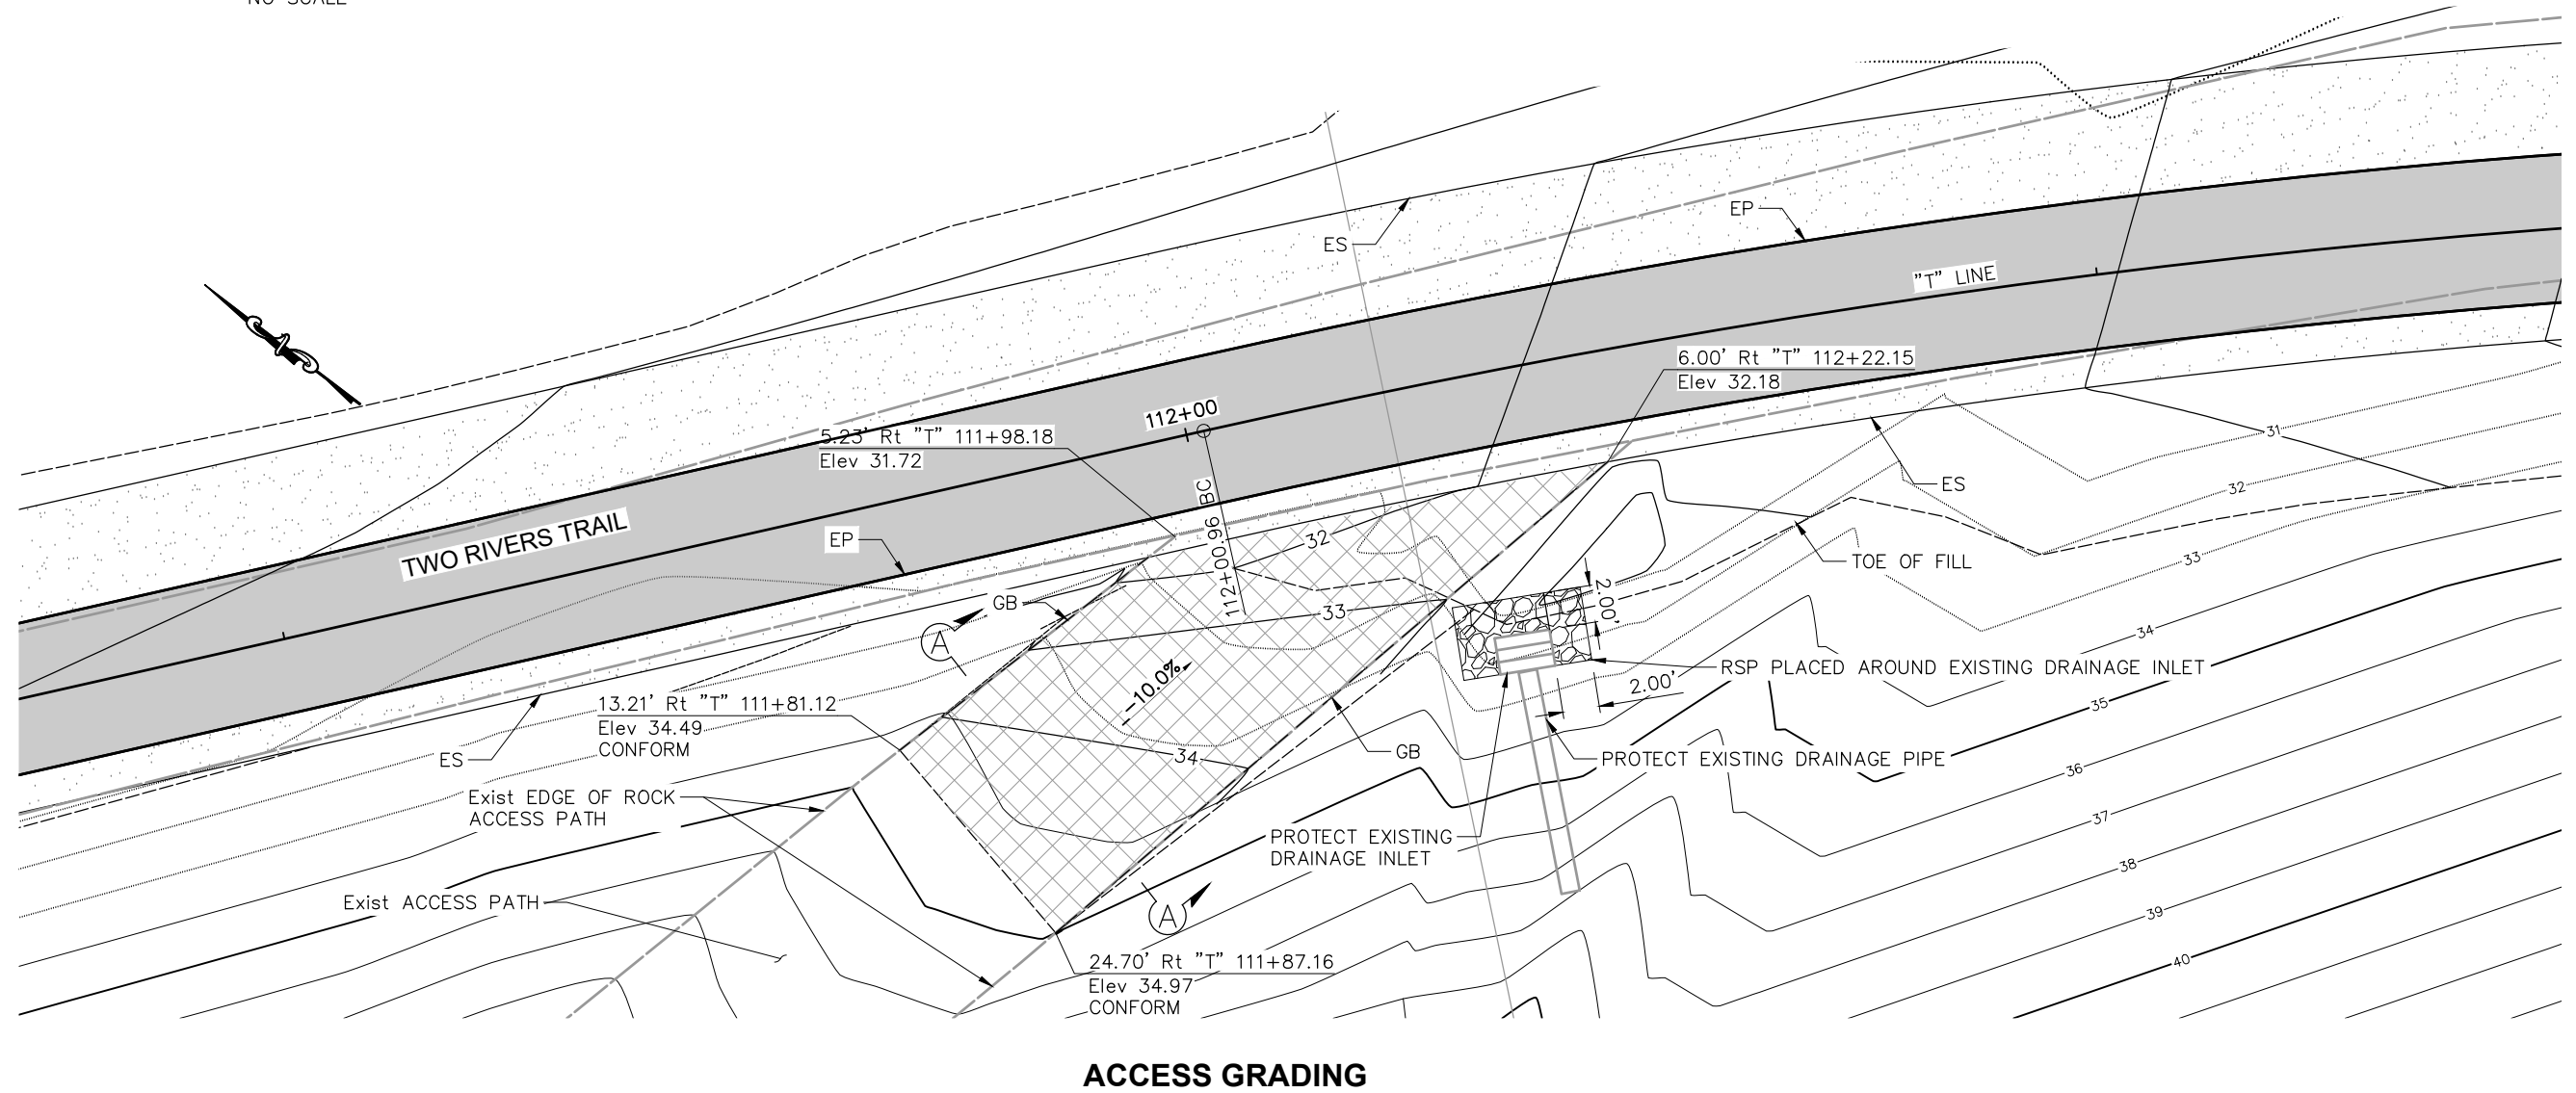 NO SCALE
EP
ES
"T" LINE
6.00' Rt "T" 112+22.15
Elev 32.18
112+00
5.23' Rt "T" 111+98.18
Elev 31.72
31
32
ES
TWO RIVERS TRAIL
EP
112+00.96 BC
32
TOE OF FILL
33
GB
33
2.00'
34
A
10.0%
RSP PLACED AROUND EXISTING DRAINAGE INLET
2.00'
35
13.21' Rt "T" 111+81.12
Elev 34.49
CONFORM
ES
34
GB
PROTECT EXISTING DRAINAGE PIPE
36
Exist EDGE OF ROCK
ACCESS PATH
PROTECT EXISTING
DRAINAGE INLET
37
38
Exist ACCESS PATH
A
39
24.70' Rt "T" 111+87.16
Elev 34.97
CONFORM
40
ACCESS GRADING